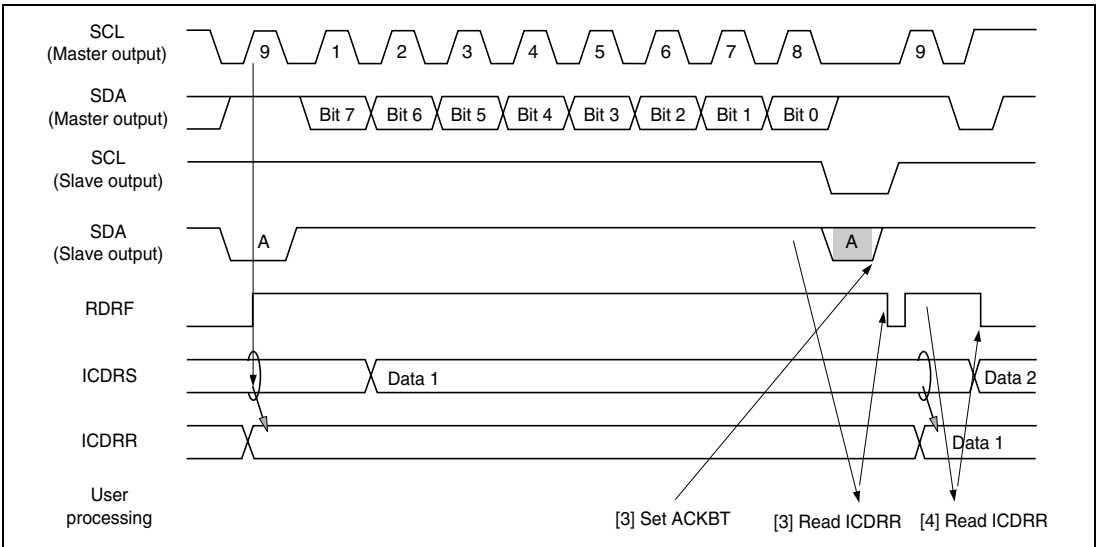 SCL
(Master output)
9 1 2 3 4 5 6 7 8 9
SDA
(Master output)
Bit 7 Bit 6 Bit 5 Bit 4 Bit 3 Bit 2 Bit 1 Bit 0
SCL
(Slave output)
SDA
(Slave output)
A A
RDRF
ICDRS
Data 1 Data 2
ICDRR
Data 1
User
processing
[3] Set ACKBT [3] Read ICDRR [4] Read ICDRR